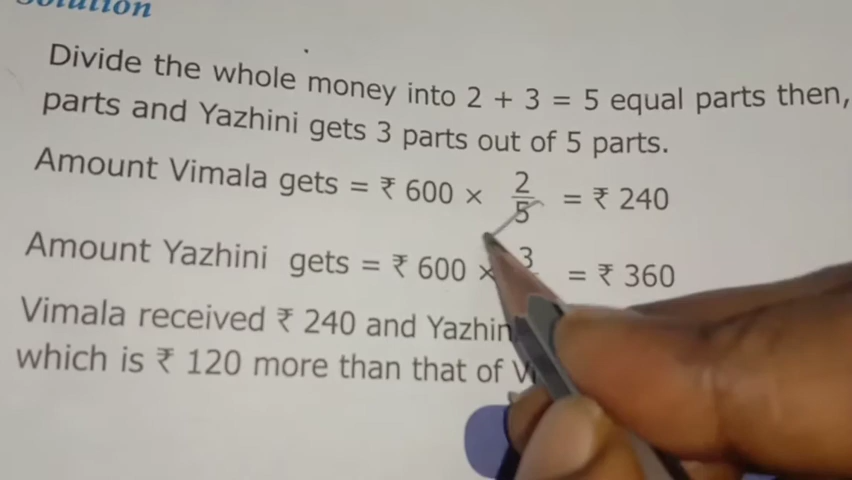 Solution
Divide the whole money into 2 + 3 = 5 equal parts then,
parts and Yazhini gets 3 parts out of 5 parts.
Amount Vimala gets = ₹ 600 × 2/5 = ₹ 240
Amount Yazhini gets = ₹ 600 × 3 = ₹ 360
Vimala received ₹ 240 and
which is ₹ 120 more than that of